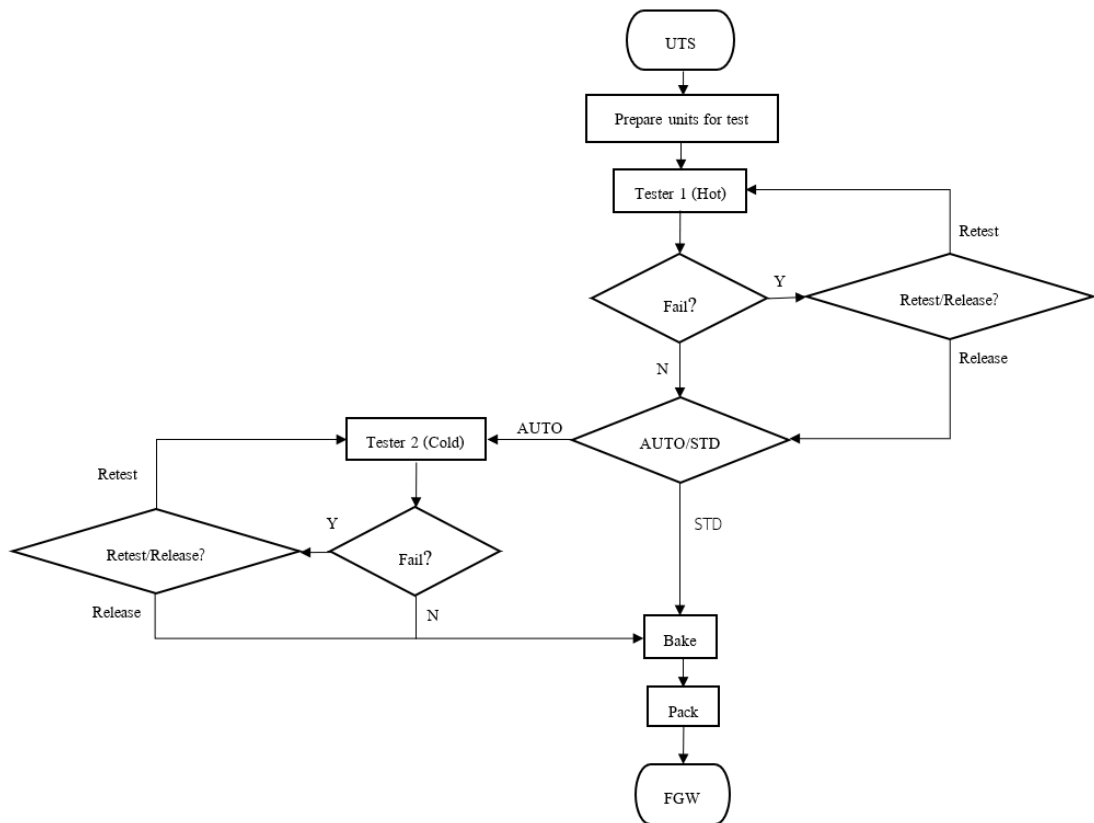 UTS
Prepare units for test
Tester 1 (Hot)
Retest
Fail?
Y
Retest/Release?
N
Release
AUTO/STD
AUTO
Tester 2 (Cold)
STD
Retest
Fail?
Y
Retest/Release?
Release
N
Bake
Pack
FGW